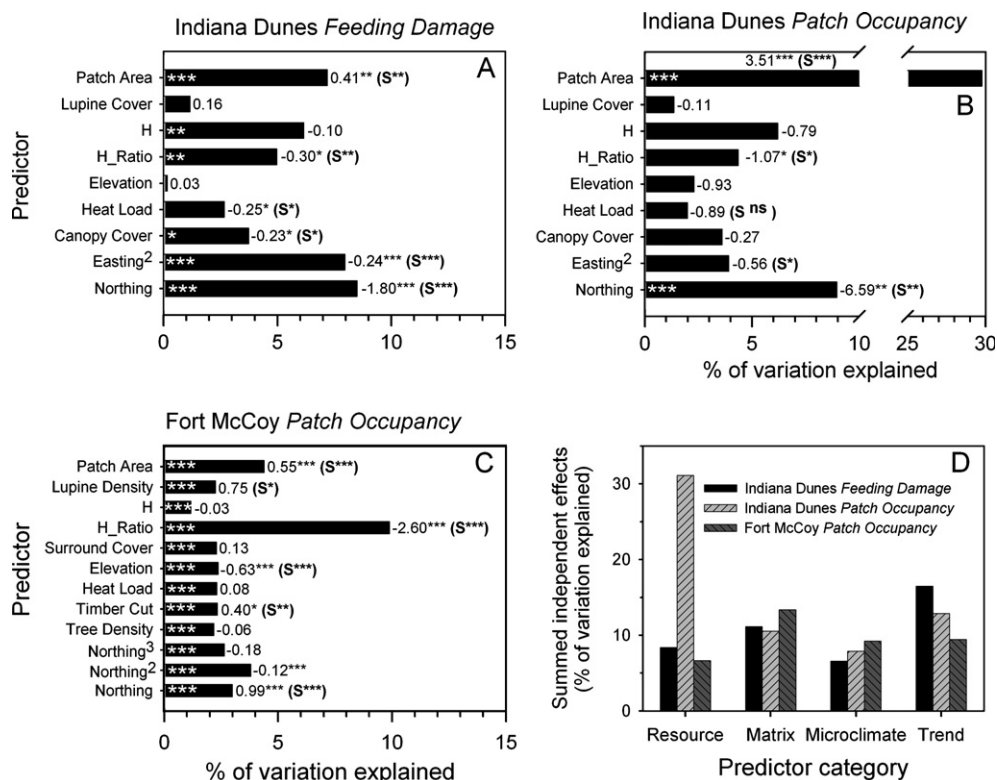 Indiana Dunes Feeding Damage
A
Predictor
Patch Area *** 0.41** (S**)
Lupine Cover 0.16
H ** -0.10
H_Ratio ** -0.30* (S**)
Elevation 0.03
Heat Load -0.25* (S*)
Canopy Cover * -0.23* (S*)
Easting² *** -0.24*** (S***)
Northing *** -1.80*** (S***)
0 5 10 15
Indiana Dunes Patch Occupancy
B
3.51*** (S***)
Patch Area ***
Lupine Cover -0.11
H -0.79
H_Ratio -1.07* (S*)
Elevation -0.93
Heat Load -0.89 (S ns)
Canopy Cover -0.27
Easting² -0.56 (S*)
Northing *** -6.59** (S**)
0 5 10 25 30
% of variation explained
Fort McCoy Patch Occupancy
C
Predictor
Patch Area *** 0.55*** (S***)
Lupine Density *** 0.75 (S*)
H *** -0.03
H_Ratio *** -2.60*** (S***)
Surround Cover *** 0.13
Elevation *** -0.63*** (S***)
Heat Load *** 0.08
Timber Cut *** 0.40* (S**)
Tree Density *** -0.06
Northing³ *** -0.18
Northing² *** -0.12***
Northing *** 0.99*** (S***)
0 5 10 15
% of variation explained
D
Summed independent effects
(% of variation explained)
30
20
10
0
Indiana Dunes Feeding Damage
Indiana Dunes Patch Occupancy
Fort McCoy Patch Occupancy
Resource Matrix Microclimate Trend
Predictor category